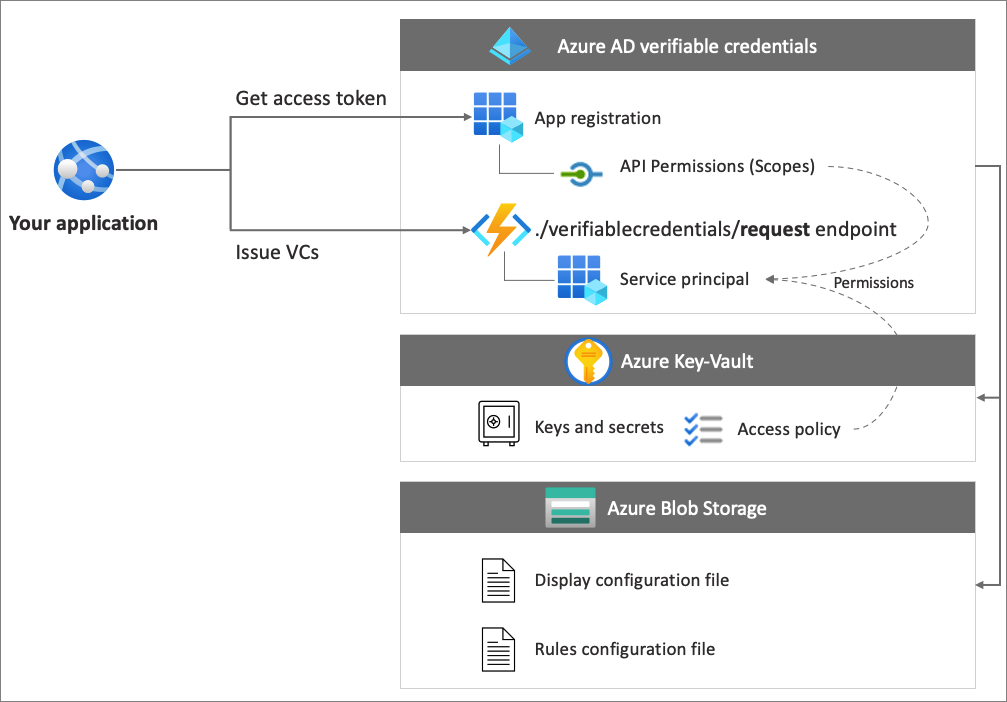 Azure AD verifiable credentials
Get access token
App registration
API Permissions (Scopes)
Your application
./verifiablecredentials/request endpoint
Issue VCs
Service principal
Permissions
Azure Key-Vault
Keys and secrets
Access policy
Azure Blob Storage
Display configuration file
Rules configuration file